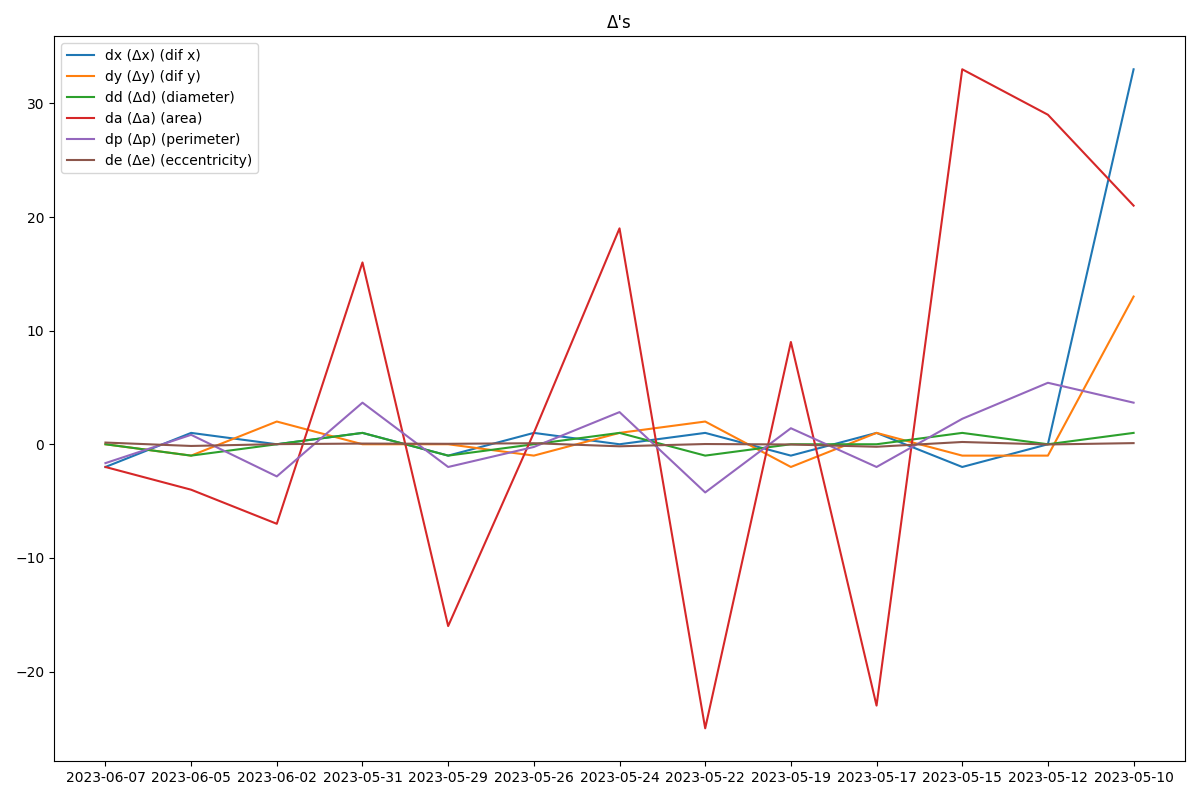 Δ's
dx (Δx) (dif x)
dy (Δy) (dif y)
dd (Δd) (diameter)
da (Δa) (area)
dp (Δp) (perimeter)
de (Δe) (eccentricity)
30
20
10
0
−10
−20
2023-06-07 2023-06-05 2023-06-02 2023-05-31 2023-05-29 2023-05-26 2023-05-24 2023-05-22 2023-05-19 2023-05-17 2023-05-15 2023-05-12 2023-05-10